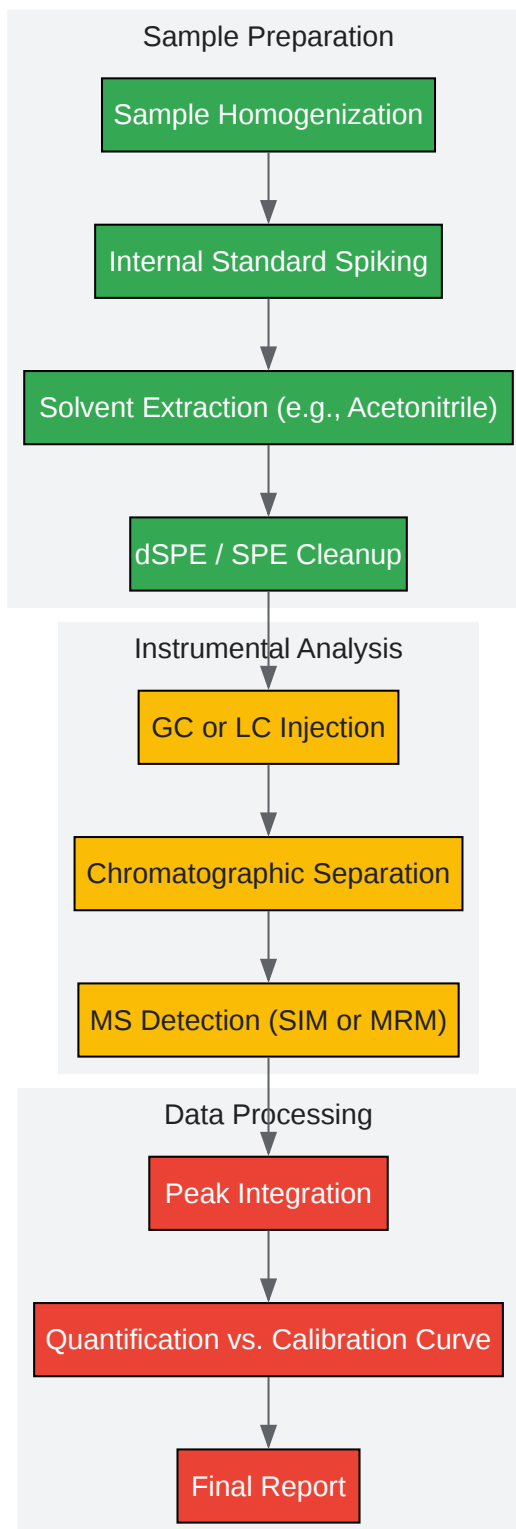 Sample Preparation
Sample Homogenization
Internal Standard Spiking
Solvent Extraction (e.g., Acetonitrile)
dSPE / SPE Cleanup
Instrumental Analysis
GC or LC Injection
Chromatographic Separation
MS Detection (SIM or MRM)
Data Processing
Peak Integration
Quantification vs. Calibration Curve
Final Report